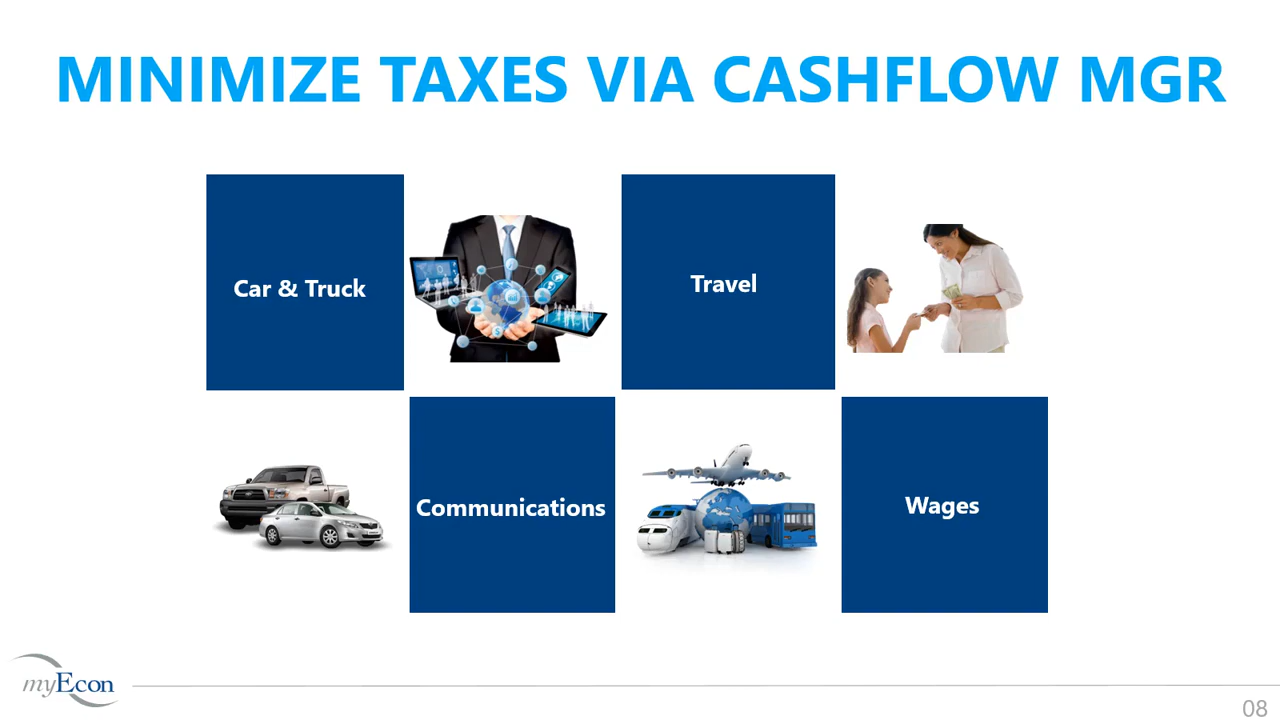 MINIMIZE TAXES VIA CASHFLOW MGR
Car & Truck
Travel
Communications
Wages
myEcon
08